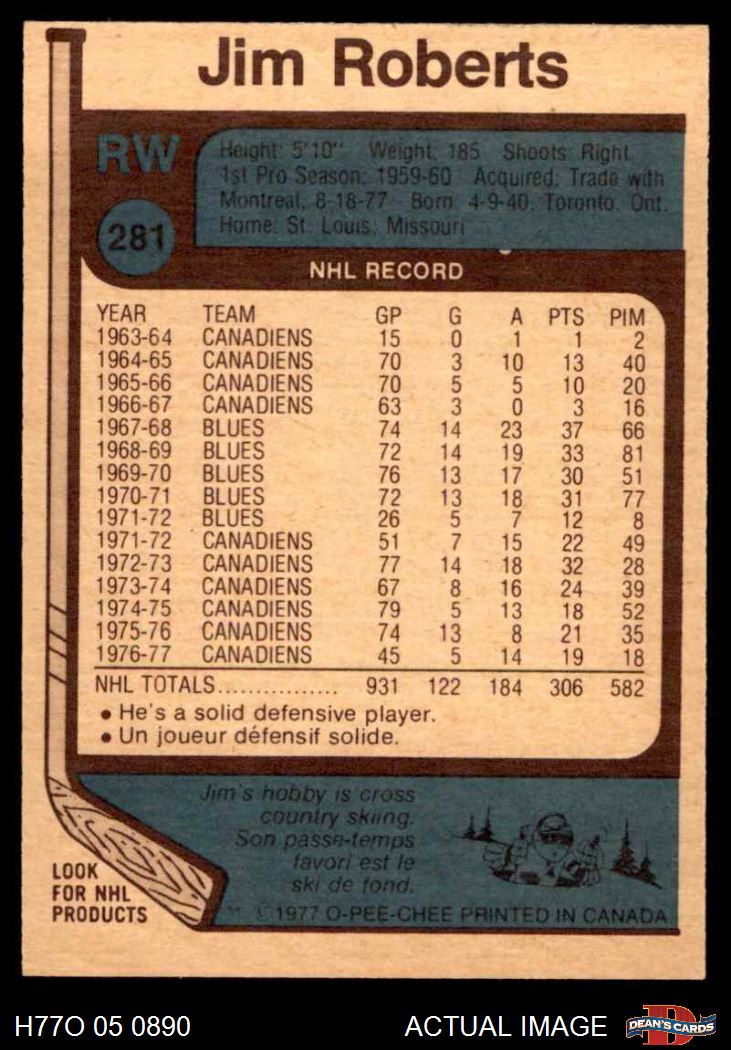 Jim Roberts
RW
Height: 5'10" Weight: 185 Shoots: Right
1st Pro Season: 1959-60 Acquired: Trade with
Montreal, 8-18-77 Born: 4-9-40, Toronto, Ont.
Home: St. Louis, Missouri
281
NHL RECORD
YEAR TEAM GP G A PTS PIM
1963-64 CANADIENS 15 0 1 1 2
1964-65 CANADIENS 70 3 10 13 40
1965-66 CANADIENS 70 5 5 10 20
1966-67 CANADIENS 63 3 0 3 16
1967-68 BLUES 74 14 23 37 66
1968-69 BLUES 72 14 19 33 81
1969-70 BLUES 76 13 17 30 51
1970-71 BLUES 72 13 18 31 77
1971-72 BLUES 26 5 7 12 8
1971-72 CANADIENS 51 7 15 22 49
1972-73 CANADIENS 77 14 18 32 28
1973-74 CANADIENS 67 8 16 24 39
1974-75 CANADIENS 79 5 13 18 52
1975-76 CANADIENS 74 13 8 21 35
1976-77 CANADIENS 45 5 14 19 18
NHL TOTALS................ 931 122 184 306 582
• He's a solid defensive player.
• Un joueur défensif solide.
Jim's hobby is cross
country skiing.
Son passe-temps
favori est le
ski de fond.
LOOK
FOR NHL
PRODUCTS
©1977 O-PEE-CHEE PRINTED IN CANADA
H77O 05 0890
ACTUAL IMAGE
D
DEAN'S CARDS